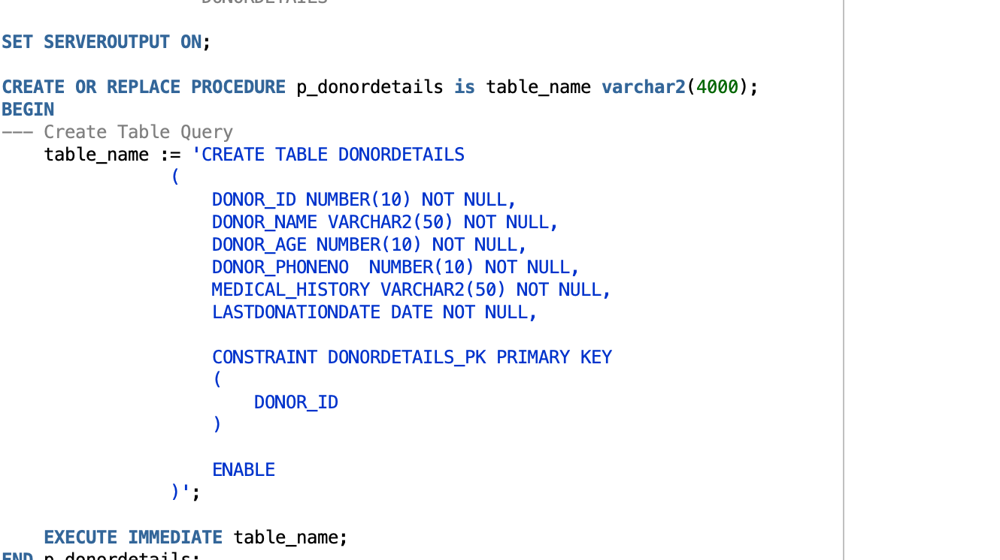 DONORDETAILS
SET SERVEROUTPUT ON;
CREATE OR REPLACE PROCEDURE p_donordetails is table_name varchar2(4000);
BEGIN
--- Create Table Query
table_name := 'CREATE TABLE DONORDETAILS
(
DONOR_ID NUMBER(10) NOT NULL,
DONOR_NAME VARCHAR2(50) NOT NULL,
DONOR_AGE NUMBER(10) NOT NULL,
DONOR_PHONENO  NUMBER(10) NOT NULL,
MEDICAL_HISTORY VARCHAR2(50) NOT NULL,
LASTDONATIONDATE DATE NOT NULL,
CONSTRAINT DONORDETAILS_PK PRIMARY KEY
(
DONOR_ID
)
ENABLE
)';
EXECUTE IMMEDIATE table_name;
END p_donordetails;